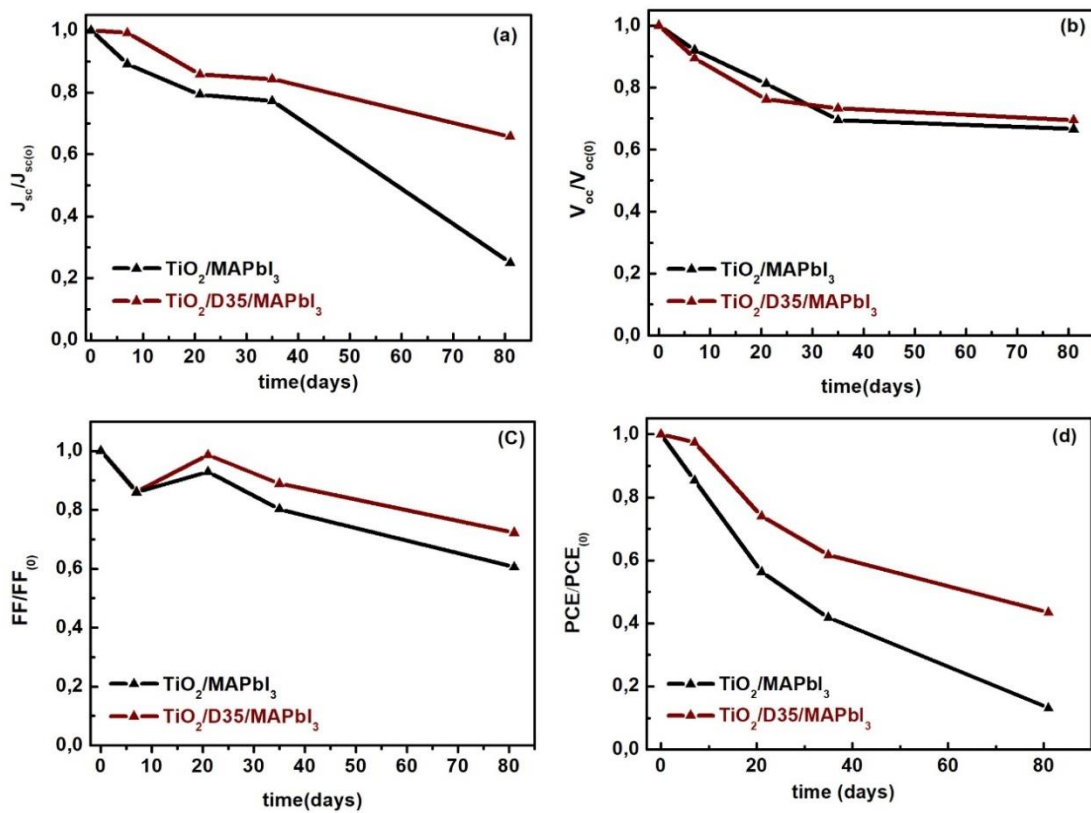 (a)
1,0
0,8
0,6
0,4
0,2
0,0
J_sc/J_sc(o)
TiO₂/MAPbI₃
TiO₂/D35/MAPbI₃
0 10 20 30 40 50 60 70 80
time(days)
(b)
1,0
0,8
0,6
0,4
0,2
0,0
V_oc/V_oc(0)
TiO₂/MAPbI₃
TiO₂/D35/MAPbI₃
0 10 20 30 40 50 60 70 80
time(days)
(C)
1,0
0,8
0,6
0,4
0,2
0,0
FF/FF₍₀₎
TiO₂/MAPbI₃
TiO₂/D35/MAPbI₃
0 10 20 30 40 50 60 70 80
time(days)
(d)
1,0
0,8
0,6
0,4
0,2
0,0
PCE/PCE₍₀₎
TiO₂/MAPbI₃
TiO₂/D35/MAPbI₃
0 20 40 60 80
time (days)